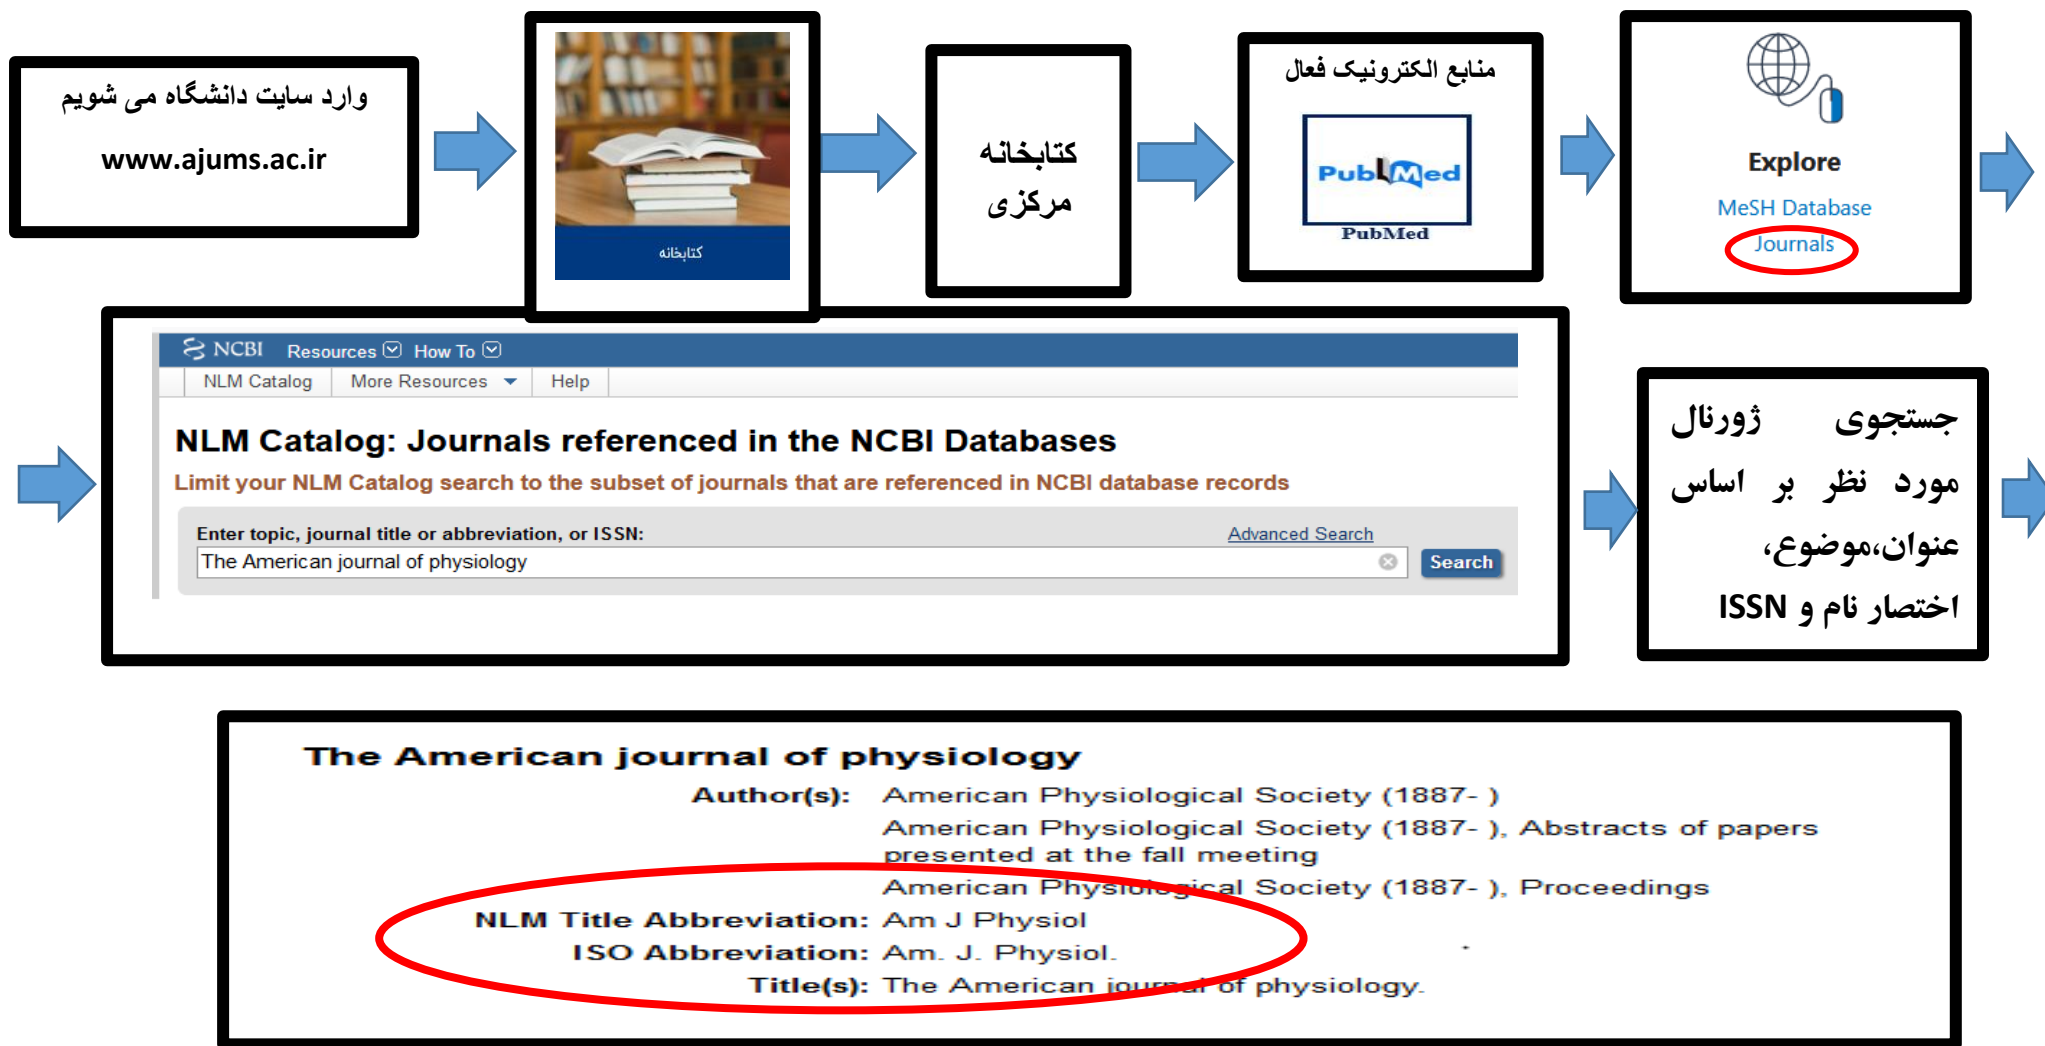 وارد سایت دانشگاه می شویم
www.ajums.ac.ir
کتابخانه
کتابخانه
مرکزی
منابع الکترونیک فعال
PubMed
PubMed
Explore
MeSH Database
Journals
NCBI Resources How To
NLM Catalog More Resources Help
NLM Catalog: Journals referenced in the NCBI Databases
Limit your NLM Catalog search to the subset of journals that are referenced in NCBI database records
Enter topic, journal title or abbreviation, or ISSN: Advanced Search
The American journal of physiology Search
جستجوی ژورنال
مورد نظر بر اساس
عنوان،موضوع،
اختصار نام و ISSN
The American journal of physiology
Author(s): American Physiological Society (1887- )
American Physiological Society (1887- ), Abstracts of papers
presented at the fall meeting
American Physiological Society (1887- ), Proceedings
NLM Title Abbreviation: Am J Physiol
ISO Abbreviation: Am. J. Physiol.
Title(s): The American journal of physiology.